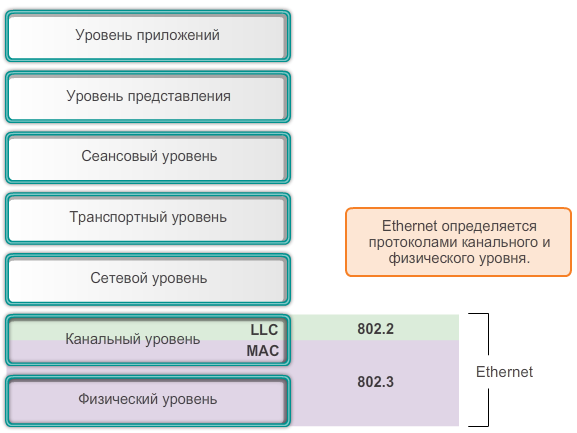 Уровень приложений
Уровень представления
Сеансовый уровень
Транспортный уровень
Ethernet определяется
протоколами канального и
физического уровня.
Сетевой уровень
Канальный уровень
LLC
802.2
MAC
802.3
Ethernet
Физический уровень